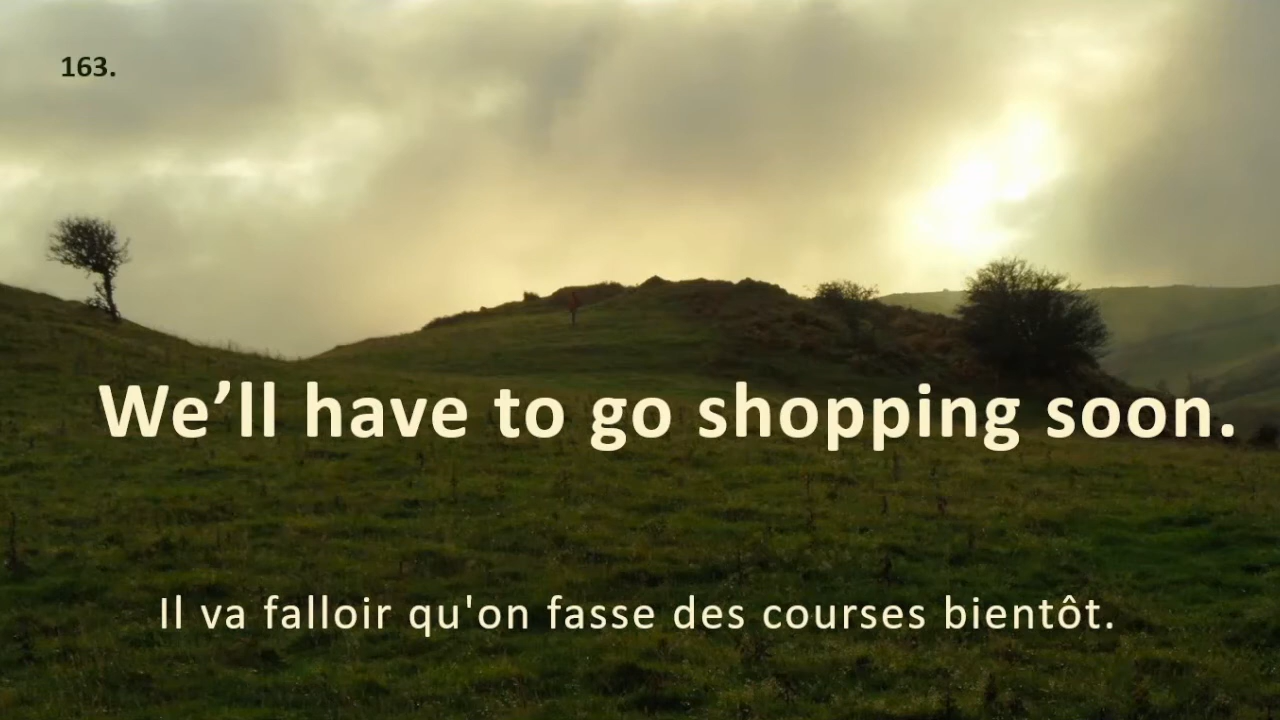 163.
We’ll have to go shopping soon.
Il va falloir qu'on fasse des courses bientôt.